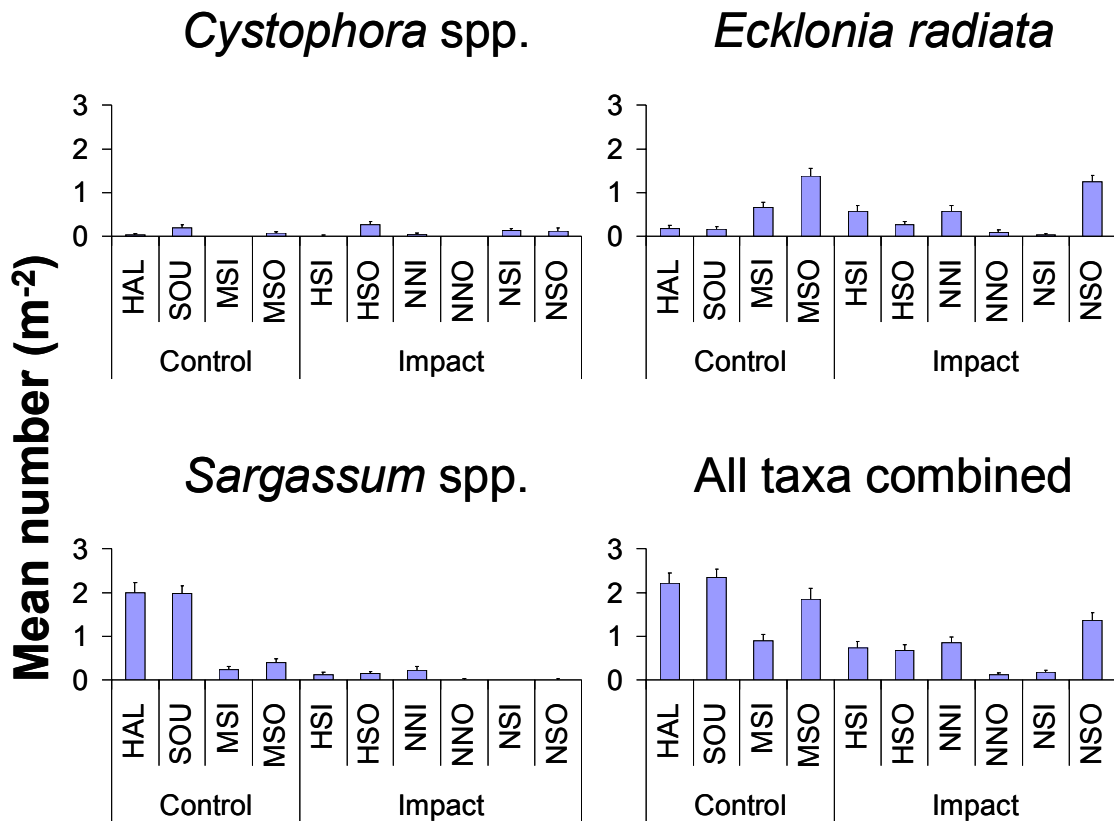 Cystophora spp.
Ecklonia radiata
Mean number (m-2)
3
2
1
0
HAL
SOU
MSI
MSO
HSI
HSO
NNI
NNO
NSI
NSO
Control
Impact
3
2
1
0
HAL
SOU
MSI
MSO
HSI
HSO
NNI
NNO
NSI
NSO
Control
Impact
Sargassum spp.
All taxa combined
3
2
1
0
HAL
SOU
MSI
MSO
HSI
HSO
NNI
NNO
NSI
NSO
Control
Impact
3
2
1
0
HAL
SOU
MSI
MSO
HSI
HSO
NNI
NNO
NSI
NSO
Control
Impact